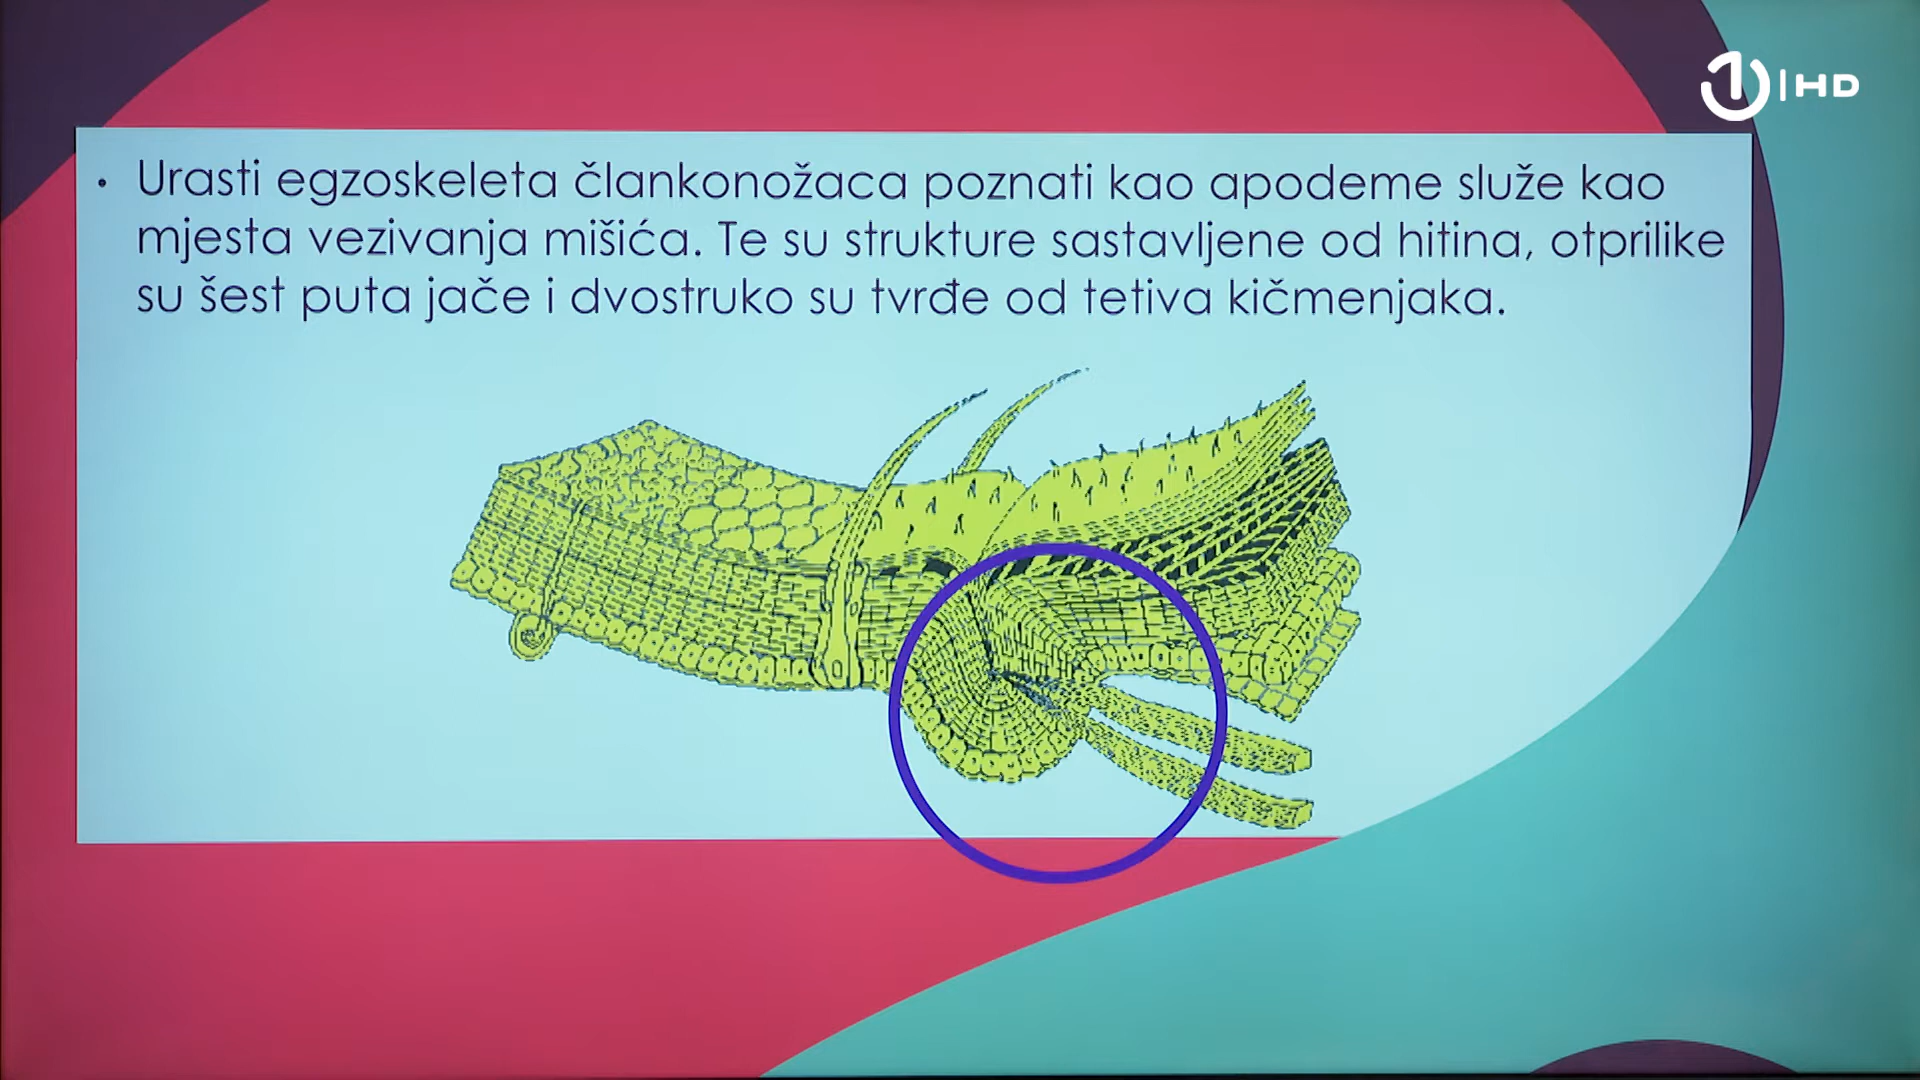 1 HD
• Urasti egzoskeleta člankonožaca poznati kao apodeme služe kao
mjesta vezivanja mišića. Te su strukture sastavljene od hitina, otprilike
su šest puta jače i dvostruko su tvrđe od tetiva kičmenjaka.